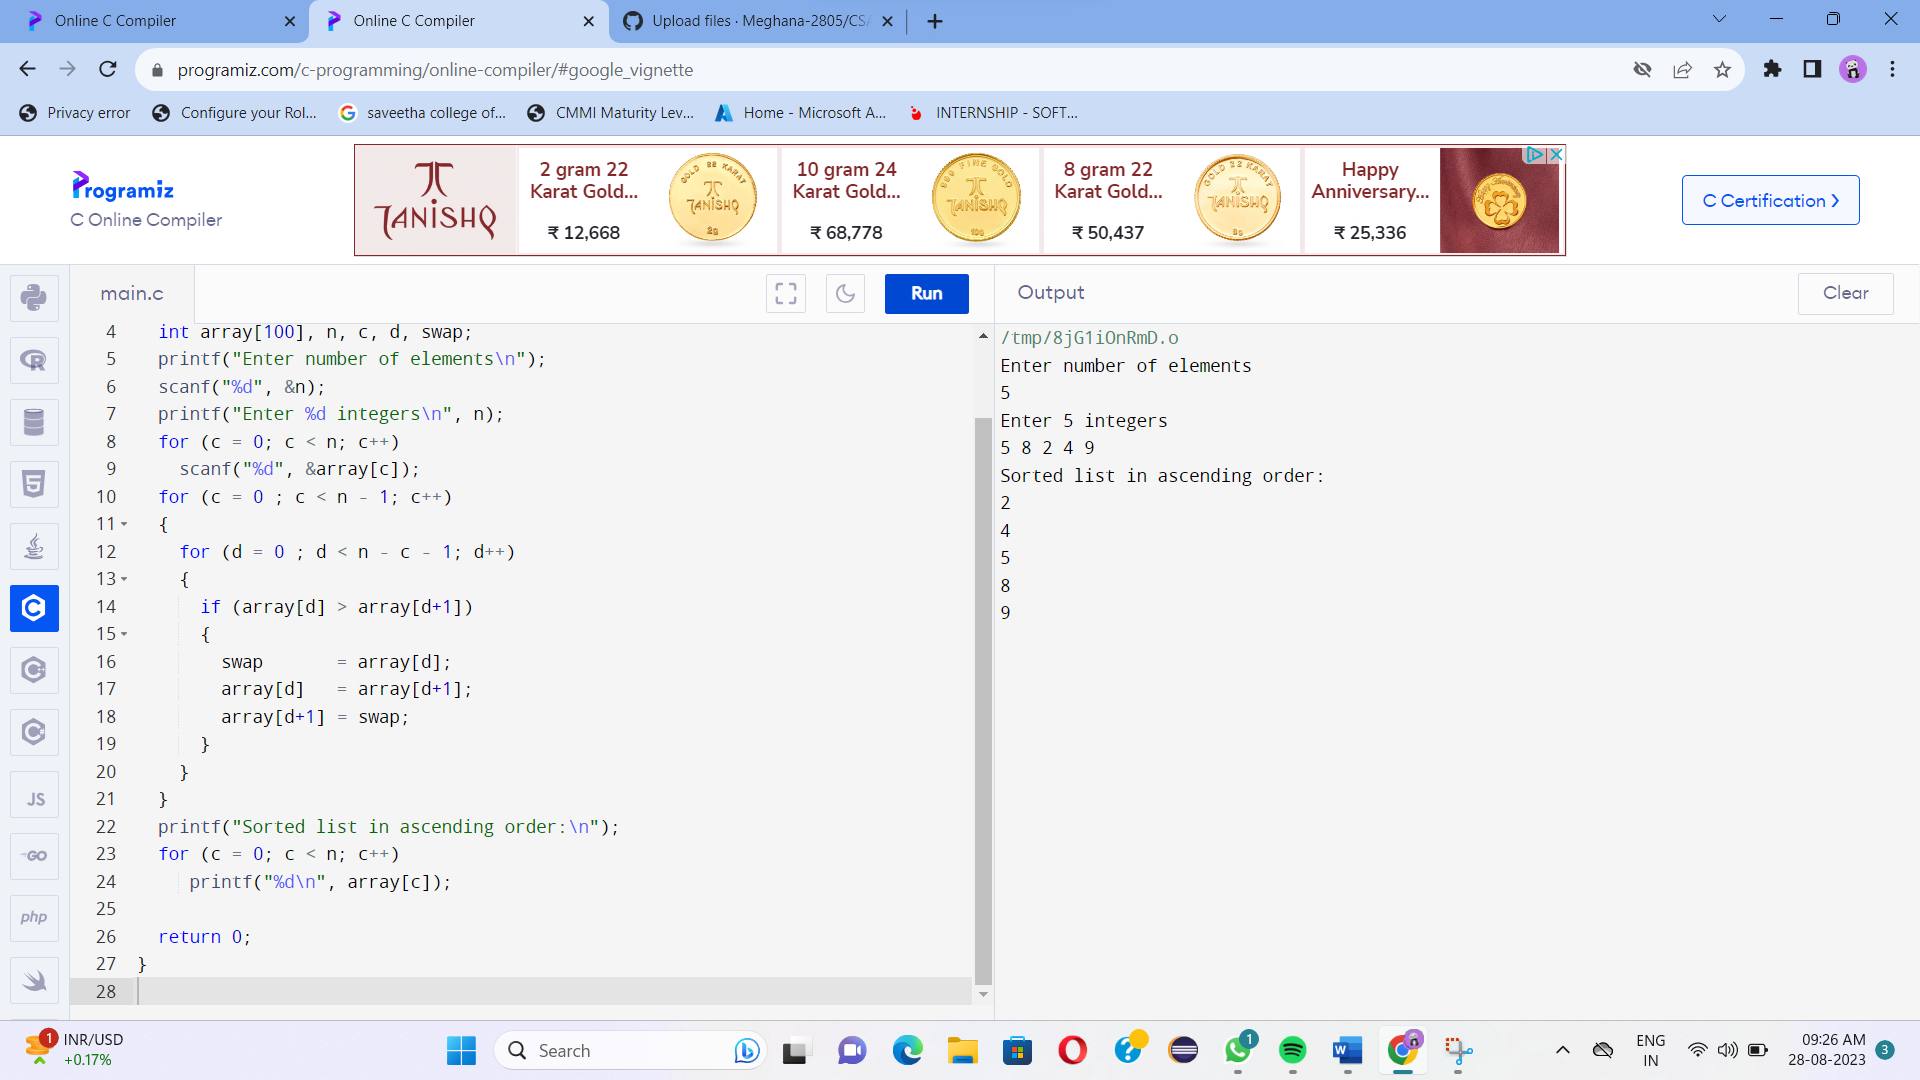 Online C Compiler
Online C Compiler
Upload files · Meghana-2805/CSA
programiz.com/c-programming/online-compiler/#google_vignette
Privacy error
Configure your Rol...
saveetha college of...
CMMI Maturity Lev...
Home - Microsoft A...
INTERNSHIP - SOFT...
Programiz
C Online Compiler
TANISHQ
2 gram 22
Karat Gold...
₹ 12,668
10 gram 24
Karat Gold...
₹ 68,778
8 gram 22
Karat Gold...
₹ 50,437
Happy
Anniversary...
₹ 25,336
C Certification ›
main.c
Run
Output
Clear
4 int array[100], n, c, d, swap;
5 printf("Enter number of elements\n");
6 scanf("%d", &n);
7 printf("Enter %d integers\n", n);
8 for (c = 0; c < n; c++)
9 scanf("%d", &array[c]);
10 for (c = 0 ; c < n - 1; c++)
11 {
12 for (d = 0 ; d < n - c - 1; d++)
13 {
14 if (array[d] > array[d+1])
15 {
16 swap = array[d];
17 array[d] = array[d+1];
18 array[d+1] = swap;
19 }
20 }
21 }
22 printf("Sorted list in ascending order:\n");
23 for (c = 0; c < n; c++)
24 printf("%d\n", array[c]);
25
26 return 0;
27 }
28
/tmp/8jG1iOnRmD.o
Enter number of elements
5
Enter 5 integers
5 8 2 4 9
Sorted list in ascending order:
2
4
5
8
9
JS
GO
php
1
INR/USD
+0.17%
Search
1
ENG
IN
09:26 AM
28-08-2023
3